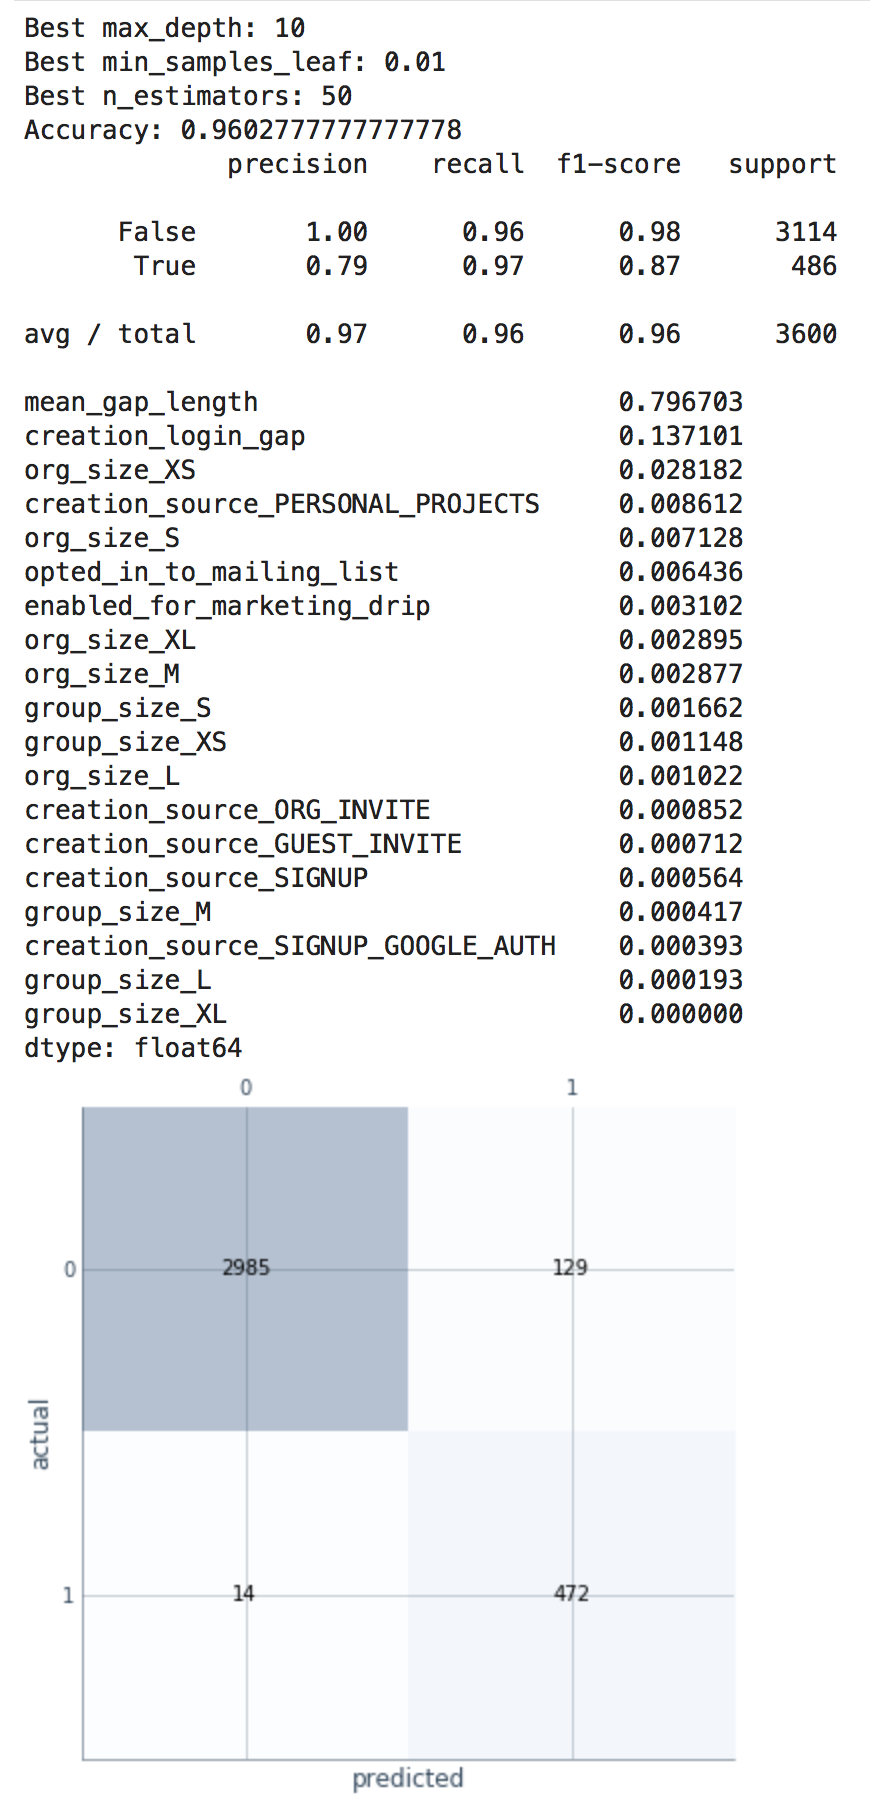 Best max_depth: 10
Best min_samples_leaf: 0.01
Best n_estimators: 50
Accuracy: 0.9602777777777778
precision recall f1-score support
False 1.00 0.96 0.98 3114
True 0.79 0.97 0.87 486
avg / total 0.97 0.96 0.96 3600
mean_gap_length 0.796703
creation_login_gap 0.137101
org_size_XS 0.028182
creation_source_PERSONAL_PROJECTS 0.008612
org_size_S 0.007128
opted_in_to_mailing_list 0.006436
enabled_for_marketing_drip 0.003102
org_size_XL 0.002895
org_size_M 0.002877
group_size_S 0.001662
group_size_XS 0.001148
org_size_L 0.001022
creation_source_ORG_INVITE 0.000852
creation_source_GUEST_INVITE 0.000712
creation_source_SIGNUP 0.000564
group_size_M 0.000417
creation_source_SIGNUP_GOOGLE_AUTH 0.000393
group_size_L 0.000193
group_size_XL 0.000000
dtype: float64
0 1
0 2985 129
actual
1 14 472
predicted